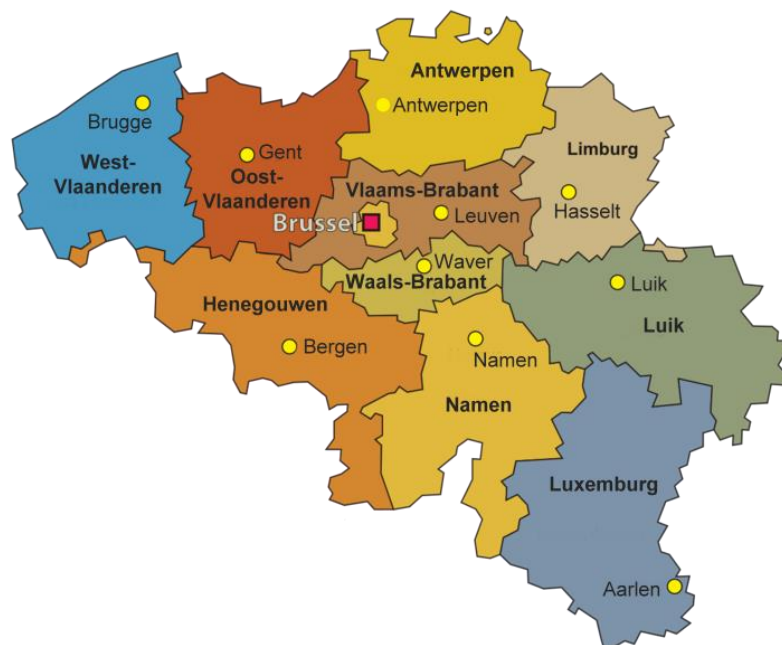 Antwerpen
Antwerpen
Brugge
West-
Vlaanderen
Gent
Oost-
Vlaanderen
Limburg
Hasselt
Vlaams-Brabant
Leuven
Brussel
Waver
Waals-Brabant
Luik
Luik
Henegouwen
Bergen
Namen
Namen
Luxemburg
Aarlen